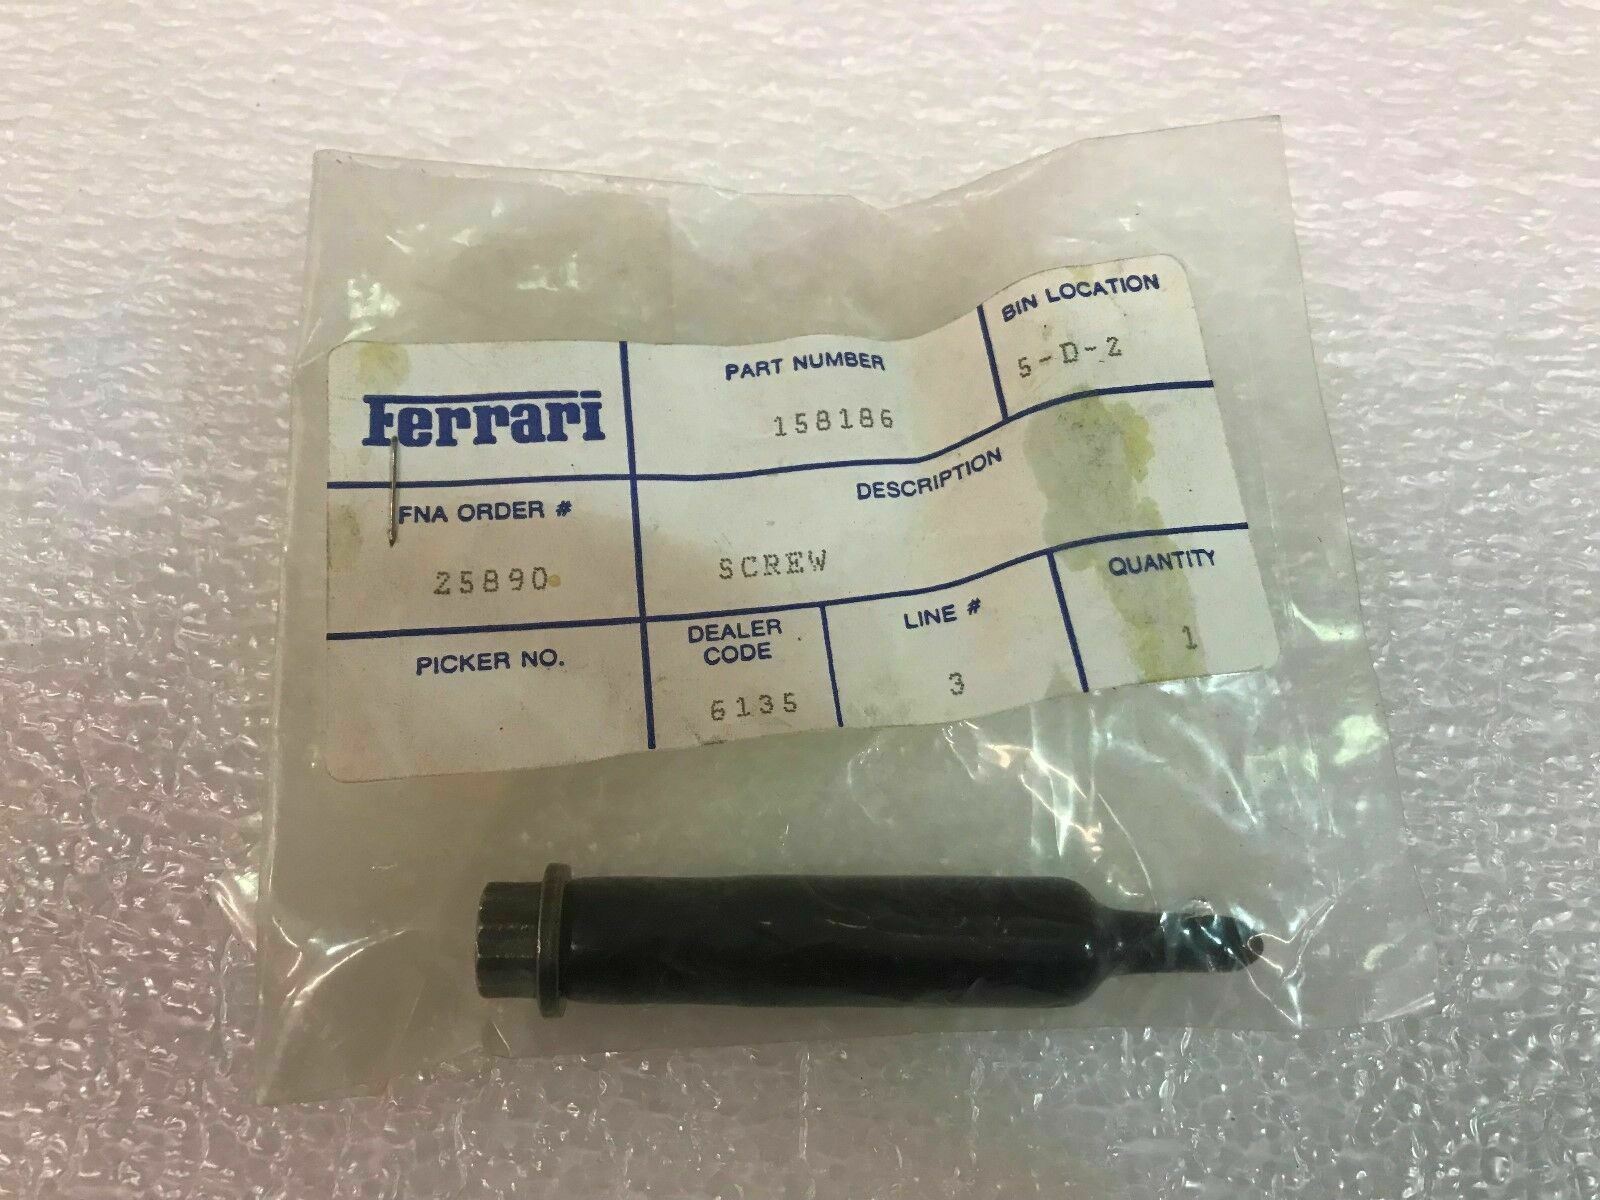 Ferrari
PART NUMBER
158186
BIN LOCATION
5-D-2
FNA ORDER #
25890
DESCRIPTION
SCREW
PICKER NO.
DEALER
CODE
6135
LINE #
3
QUANTITY
1